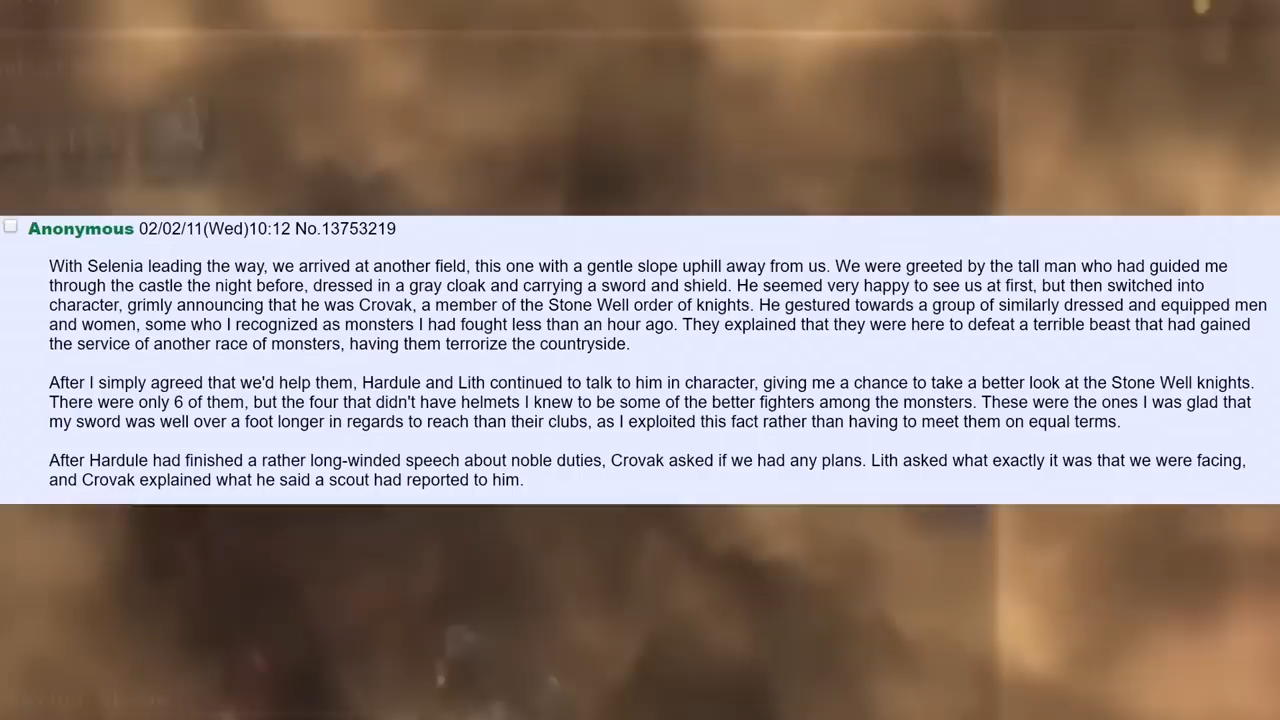 Anonymous 02/02/11(Wed)10:12 No.13753219
With Selenia leading the way, we arrived at another field, this one with a gentle slope uphill away from us. We were greeted by the tall man who had guided me
through the castle the night before, dressed in a gray cloak and carrying a sword and shield. He seemed very happy to see us at first, but then switched into
character, grimly announcing that he was Crovak, a member of the Stone Well order of knights. He gestured towards a group of similarly dressed and equipped men
and women, some who I recognized as monsters I had fought less than an hour ago. They explained that they were here to defeat a terrible beast that had gained
the service of another race of monsters, having them terrorize the countryside.
After I simply agreed that we'd help them, Hardule and Lith continued to talk to him in character, giving me a chance to take a better look at the Stone Well knights.
There were only 6 of them, but the four that didn't have helmets I knew to be some of the better fighters among the monsters. These were the ones I was glad that
my sword was well over a foot longer in regards to reach than their clubs, as I exploited this fact rather than having to meet them on equal terms.
After Hardule had finished a rather long-winded speech about noble duties, Crovak asked if we had any plans. Lith asked what exactly it was that we were facing,
and Crovak explained what he said a scout had reported to him.